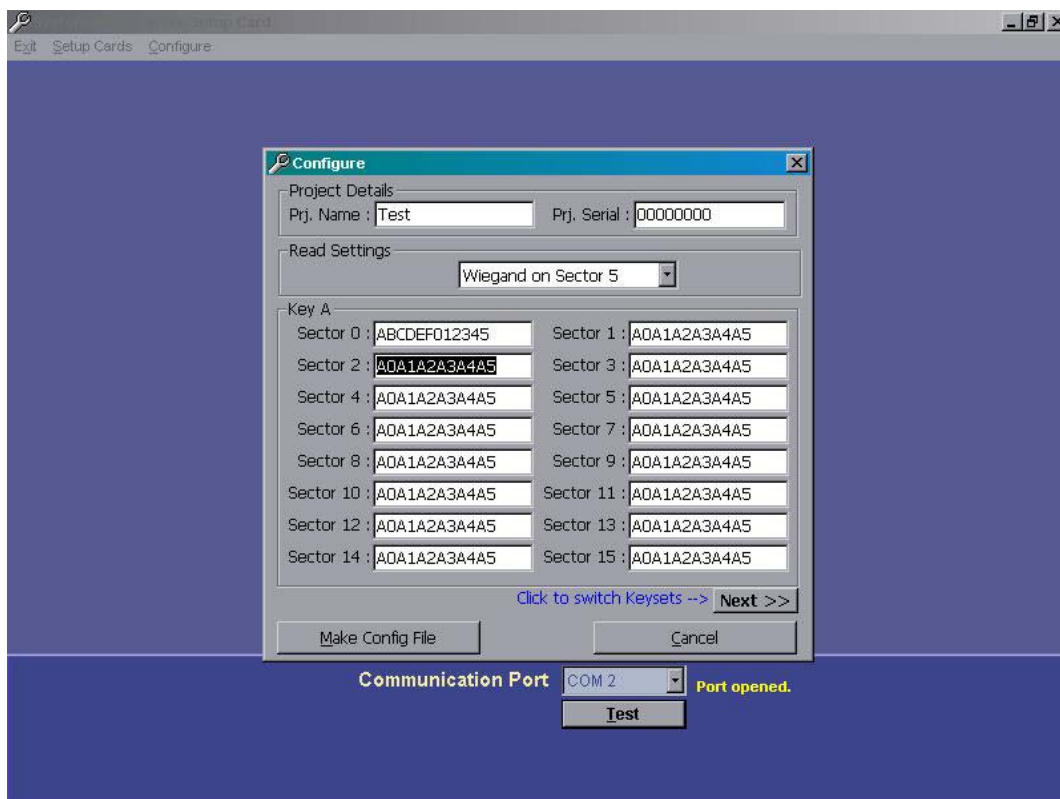 Setup Card
Exit Setup Cards Configure
Configure
Project Details
Prj. Name : Test Prj. Serial : 00000000
Read Settings
Wiegand on Sector 5
Key A
Sector 0 : ABCDEF012345 Sector 1 : A0A1A2A3A4A5
Sector 2 : A0A1A2A3A4A5 Sector 3 : A0A1A2A3A4A5
Sector 4 : A0A1A2A3A4A5 Sector 5 : A0A1A2A3A4A5
Sector 6 : A0A1A2A3A4A5 Sector 7 : A0A1A2A3A4A5
Sector 8 : A0A1A2A3A4A5 Sector 9 : A0A1A2A3A4A5
Sector 10 : A0A1A2A3A4A5 Sector 11 : A0A1A2A3A4A5
Sector 12 : A0A1A2A3A4A5 Sector 13 : A0A1A2A3A4A5
Sector 14 : A0A1A2A3A4A5 Sector 15 : A0A1A2A3A4A5
Click to switch Keysets --> Next >>
Make Config File Cancel
Communication Port COM 2 Port opened.
Test